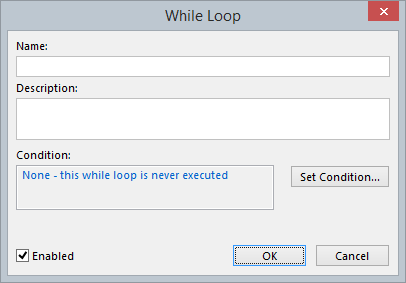 While Loop
Name:
Description:
Condition:
None - this while loop is never executed
Set Condition...
Enabled
OK
Cancel